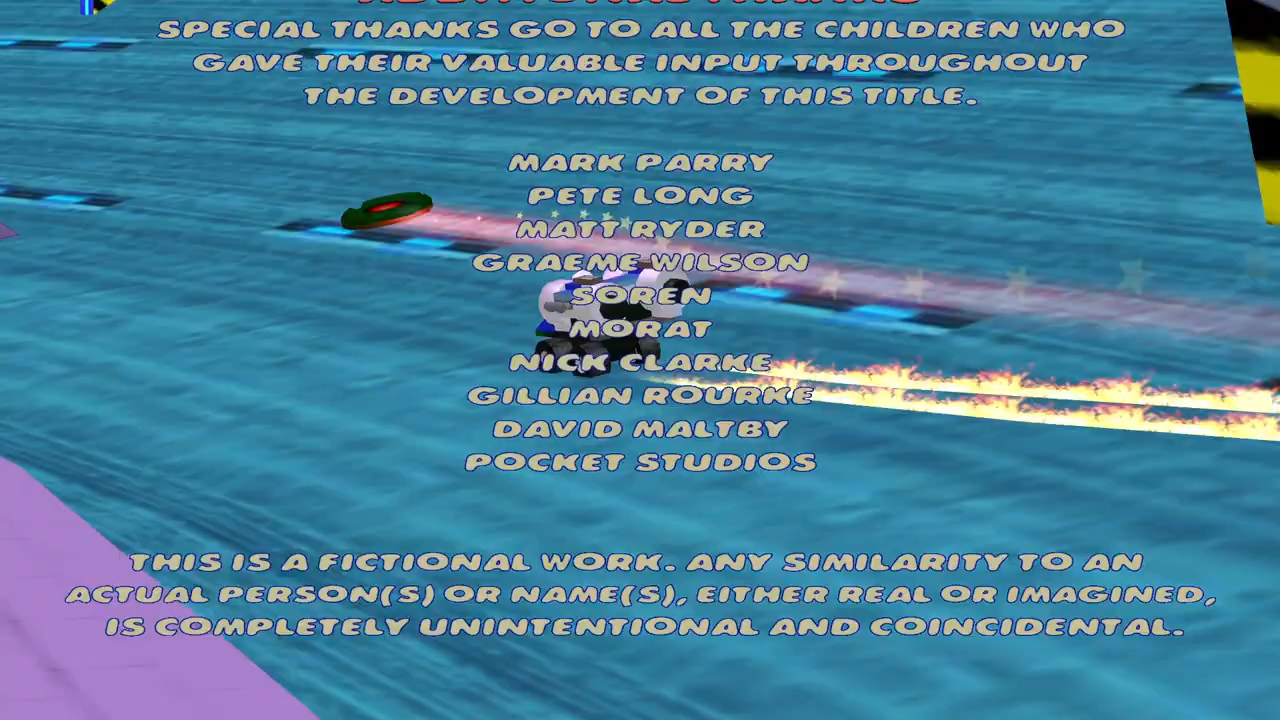 ADDITIONAL THANKS
SPECIAL THANKS GO TO ALL THE CHILDREN WHO
GAVE THEIR VALUABLE INPUT THROUGHOUT
THE DEVELOPMENT OF THIS TITLE.
MARK PARRY
PETE LONG
MATT RYDER
GRAEME WILSON
SOREN
MORAT
NICK CLARKE
GILLIAN ROURKE
DAVID MALTBY
POCKET STUDIOS
THIS IS A FICTIONAL WORK. ANY SIMILARITY TO AN
ACTUAL PERSON(S) OR NAME(S), EITHER REAL OR IMAGINED,
IS COMPLETELY UNINTENTIONAL AND COINCIDENTAL.